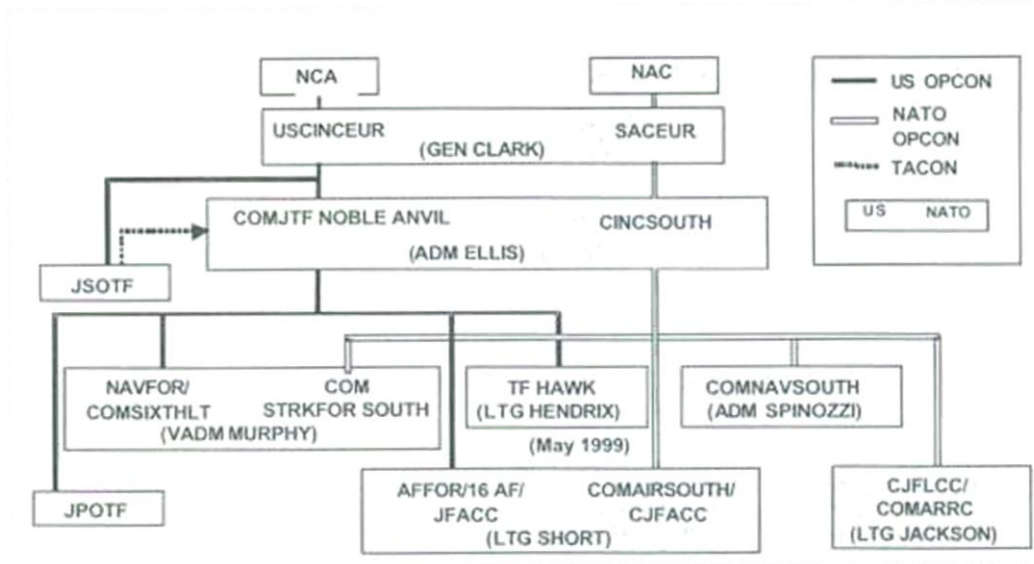 NCA
NAC
USCINCEUR SACEUR
(GEN CLARK)
US OPCON
NATO
OPCON
TACON
US NATO
COMJTF NOBLE ANVIL CINCSOUTH
(ADM ELLIS)
JSOTF
NAVFOR/ COM
COMSIXTHLT STRKFOR SOUTH
(VADM MURPHY)
TF HAWK
(LTG HENDRIX)
(May 1999)
COMNAVSOUTH
(ADM SPINOZZI)
JPOTF
AFFOR/16 AF/ COMAIRSOUTH/
JFACC CJFACC
(LTG SHORT)
CJFLCC/
COMARRC
(LTG JACKSON)